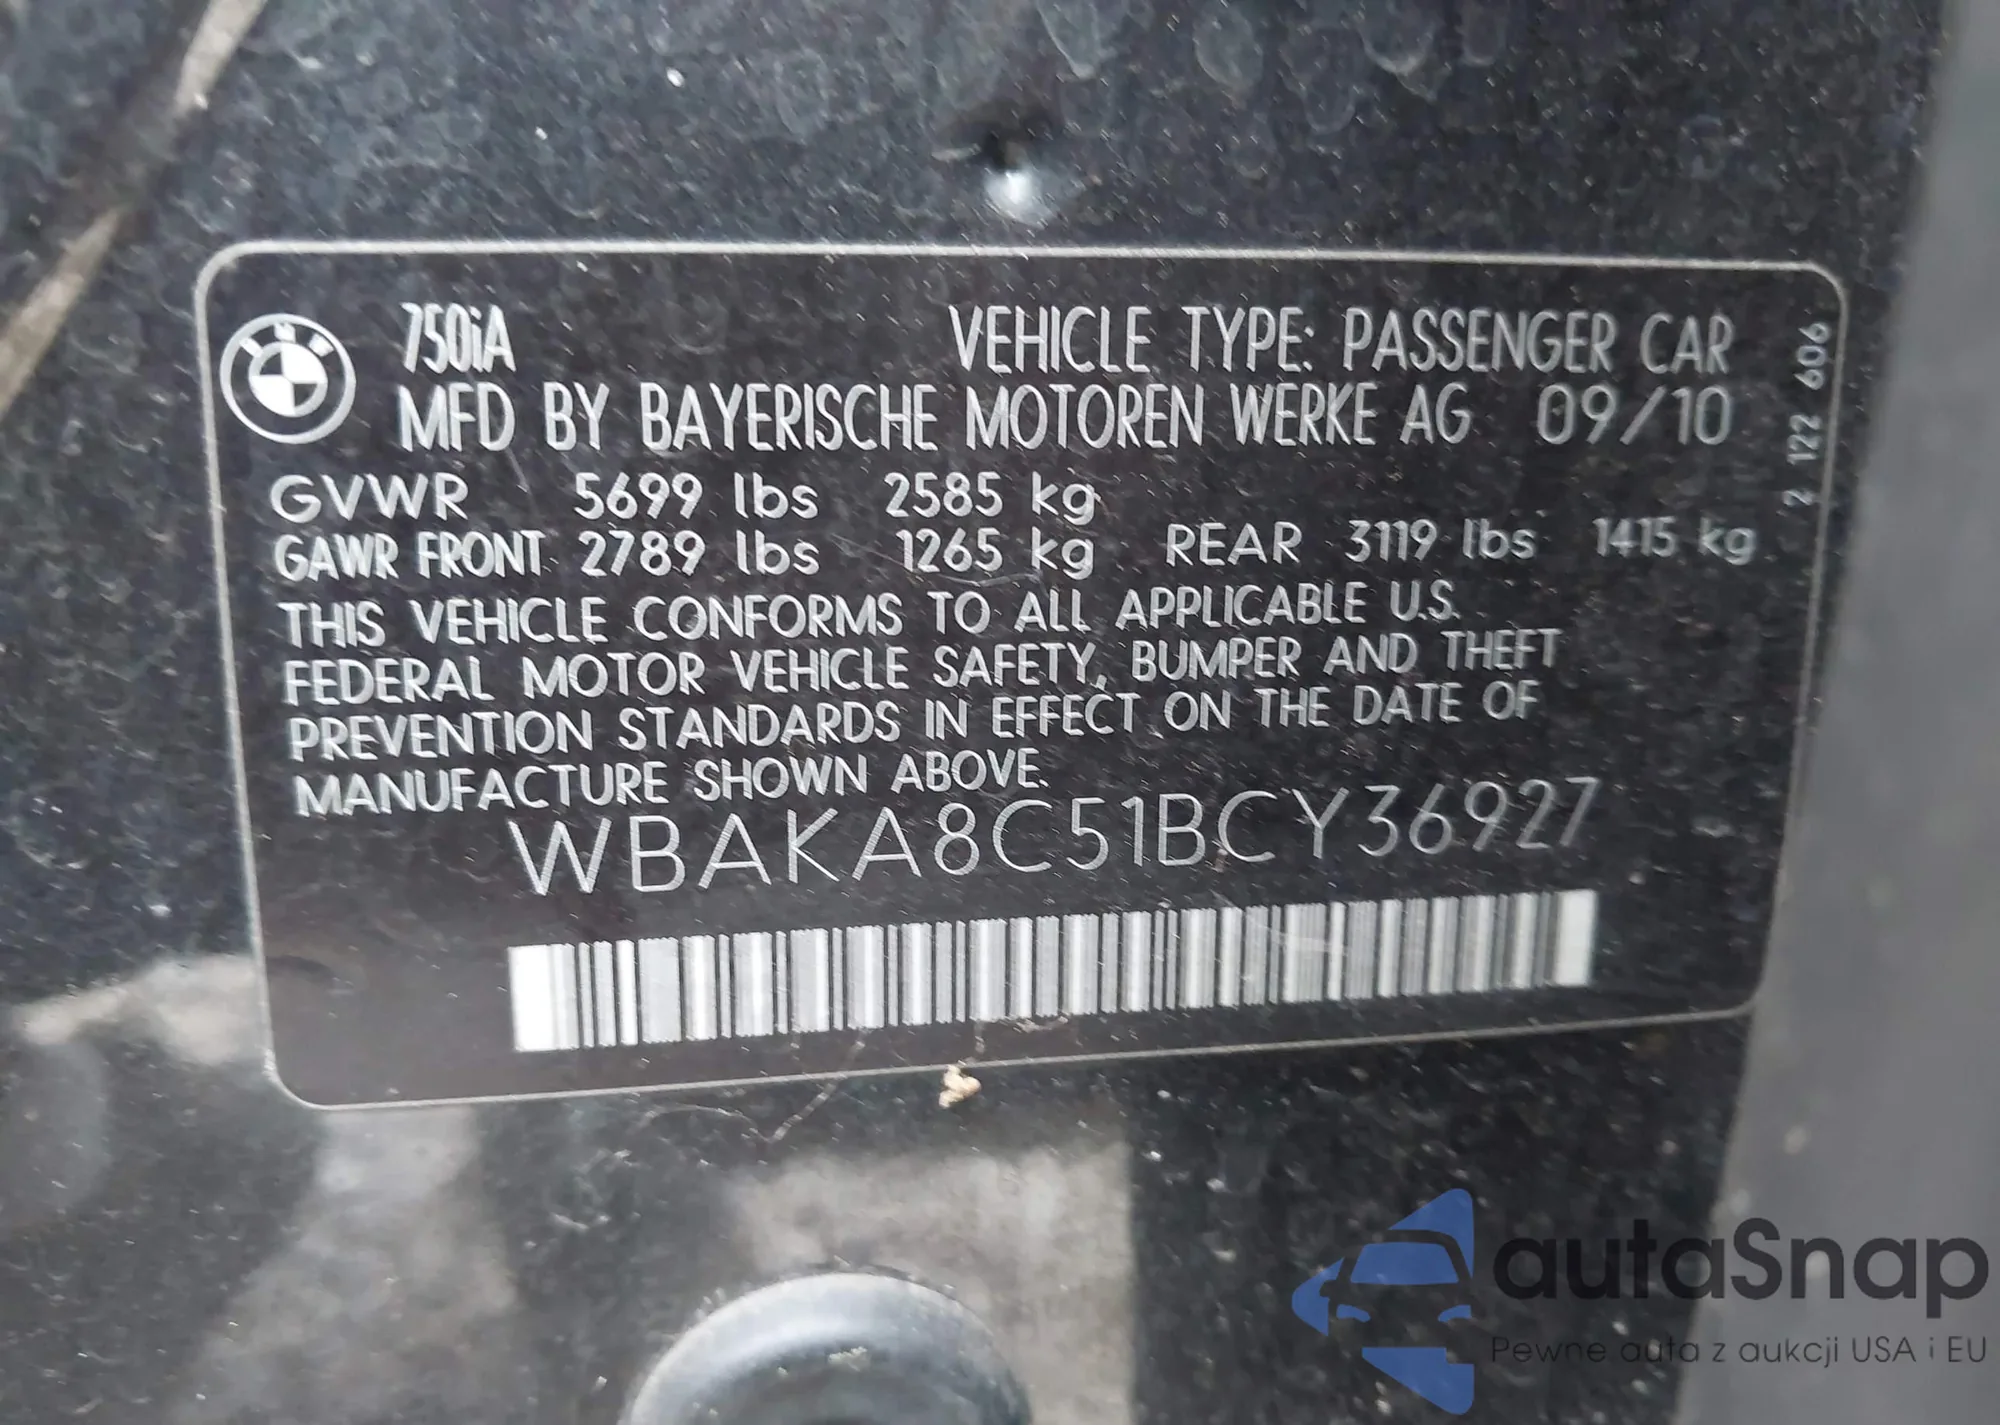 BMW
750iA VEHICLE TYPE: PASSENGER CAR
MFD BY BAYERISCHE MOTOREN WERKE AG 09/10
GVWR 5699 lbs 2585 kg
GAWR FRONT 2789 lbs 1265 kg REAR 3119 lbs 1415 kg
THIS VEHICLE CONFORMS TO ALL APPLICABLE U.S.
FEDERAL MOTOR VEHICLE SAFETY, BUMPER AND THEFT
PREVENTION STANDARDS IN EFFECT ON THE DATE OF
MANUFACTURE SHOWN ABOVE.
WBAKA8C51BCY36927
2 122 606
autaSnap
Pewne auta z aukcji USA i EU